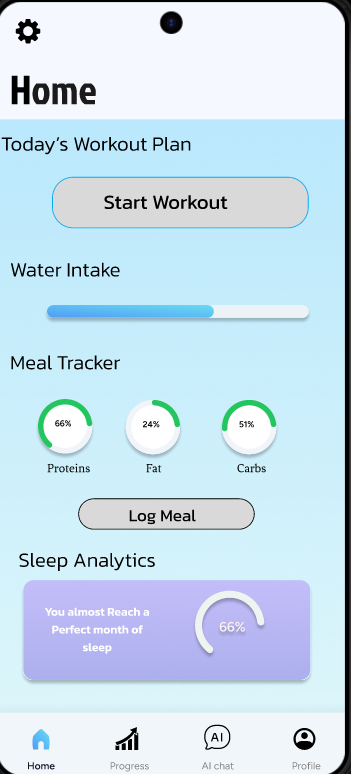 Home
Today's Workout Plan
Start Workout
Water Intake
Meal Tracker
66% 24% 51%
Proteins Fat Carbs
Log Meal
Sleep Analytics
You almost Reach a
Perfect month of
sleep
66%
AI
Home Progress AI chat Profile